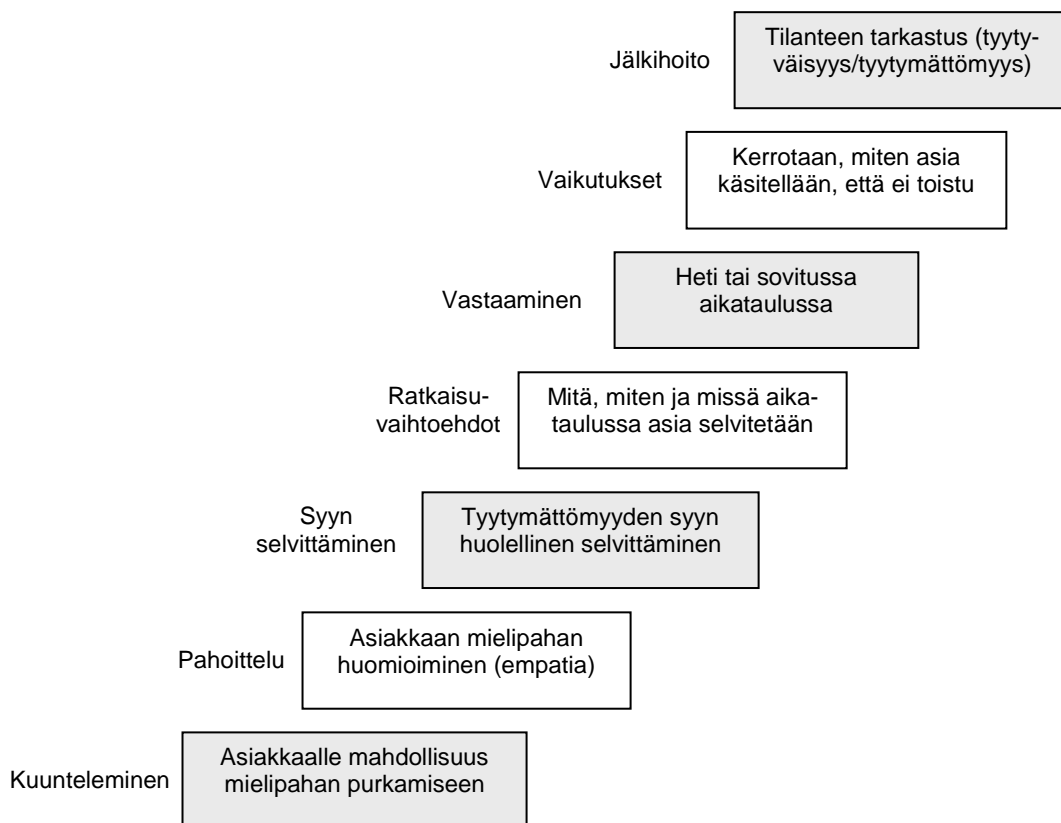 Jälkihoito
Tilanteen tarkastus (tyyty-
väisyys/tyytymättömyys)
Vaikutukset
Kerrotaan, miten asia
käsitellään, että ei toistu
Vastaaminen
Heti tai sovitussa
aikataulussa
Ratkaisu-
vaihtoehdot
Mitä, miten ja missä aika-
taulussa asia selvitetään
Syyn
selvittäminen
Tyytymättömyyden syyn
huolellinen selvittäminen
Pahoittelu
Asiakkaan mielipahan
huomioiminen (empatia)
Kuunteleminen
Asiakkaalle mahdollisuus
mielipahan purkamiseen